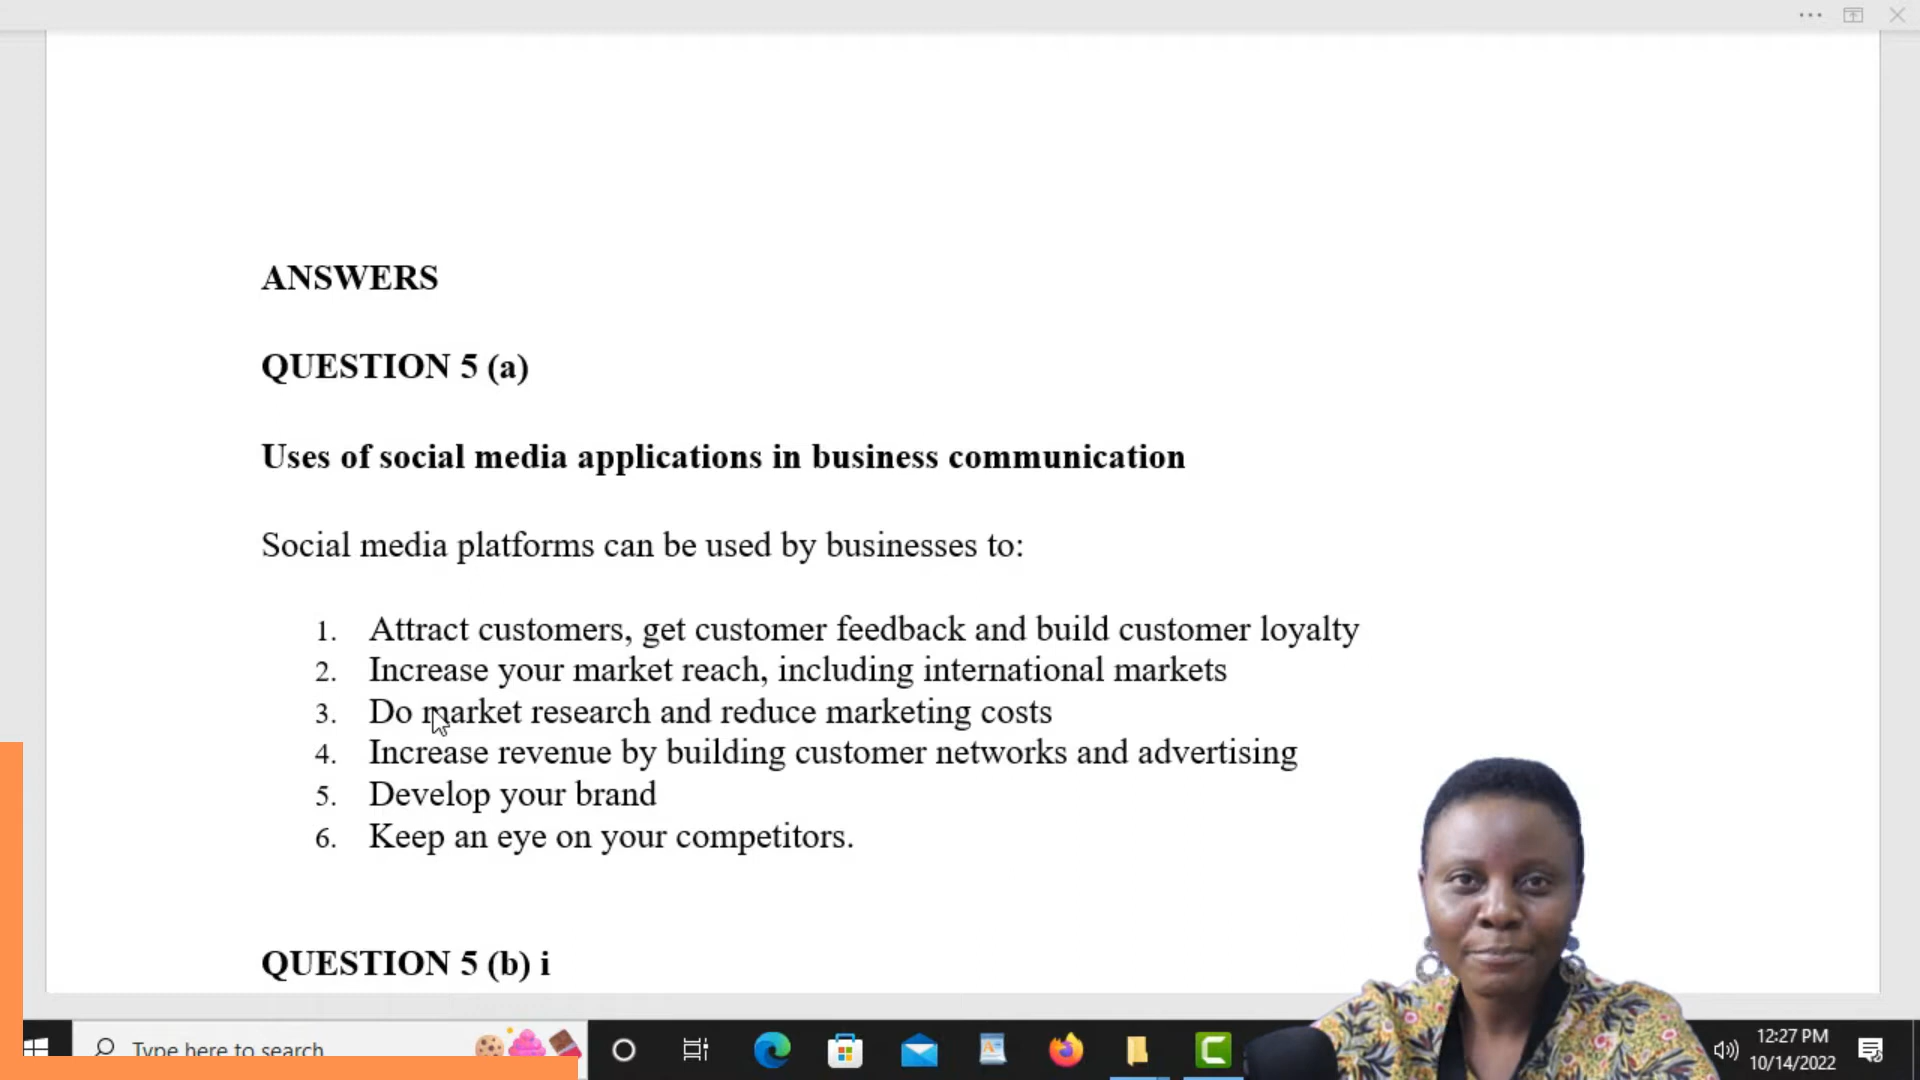 ANSWERS
QUESTION 5 (a)
Uses of social media applications in business communication
Social media platforms can be used by businesses to:
1. Attract customers, get customer feedback and build customer loyalty
2. Increase your market reach, including international markets
3. Do market research and reduce marketing costs
4. Increase revenue by building customer networks and advertising
5. Develop your brand
6. Keep an eye on your competitors.
QUESTION 5 (b) i
Type here to search
12:27 PM
10/14/2022